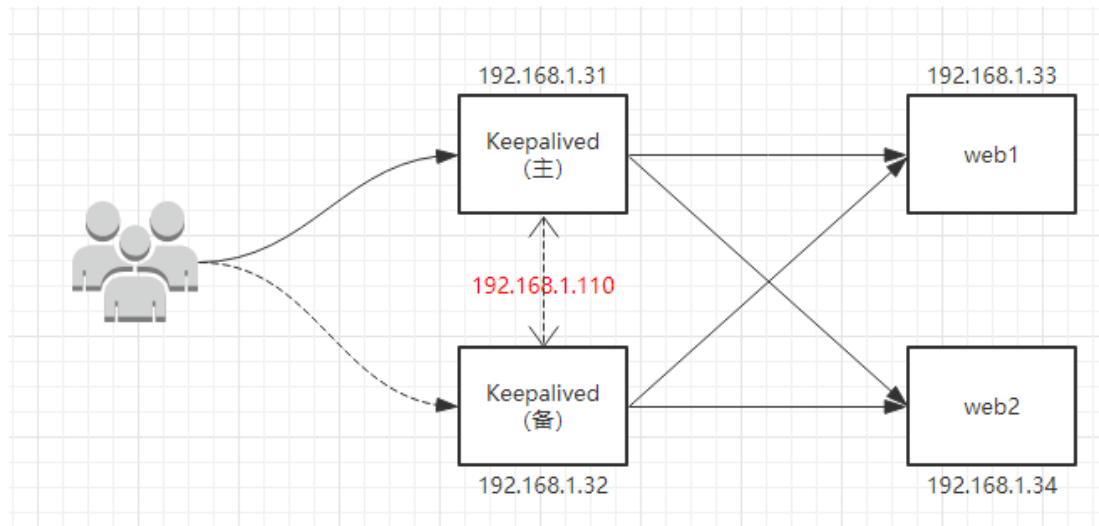 192.168.1.31
Keepalived
(主)
192.168.1.33
web1
192.168.1.110
Keepalived
(备)
192.168.1.32
web2
192.168.1.34